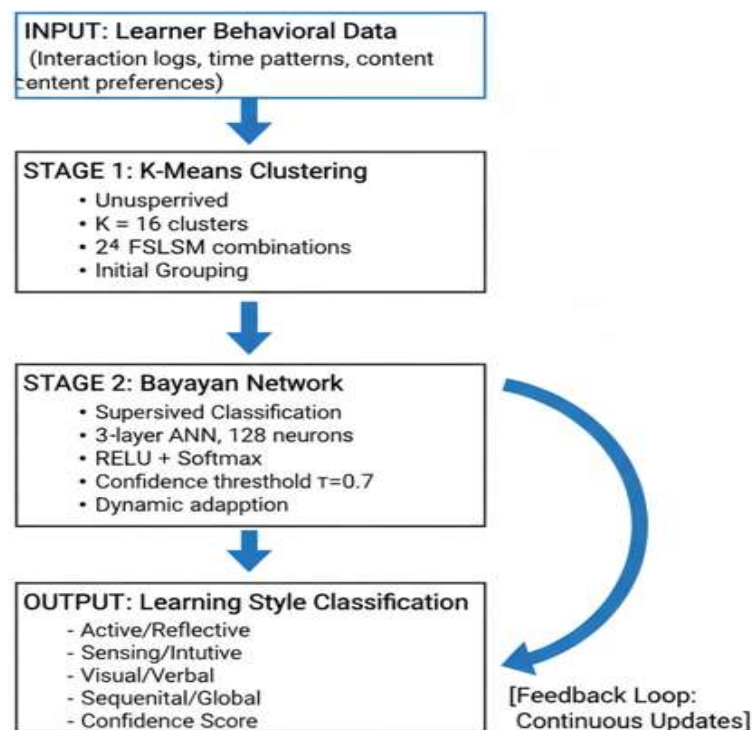 INPUT: Learner Behavioral Data
(Interaction logs, time patterns, content
centent preferences)
STAGE 1: K-Means Clustering
• Unusperrived
• K = 16 clusters
• 2⁴ FSLSM combinations
• Initial Grouping
STAGE 2: Bayayan Network
• Supersived Classification
• 3-layer ANN, 128 neurons
• RELU + Softmax
• Confidence thresthold τ=0.7
• Dynamic adapption
OUTPUT: Learning Style Classification
- Active/Reflective
- Sensing/Intutive
- Visual/Verbal
- Sequenital/Global
- Confidence Score
[Feedback Loop:
Continuous Updates]